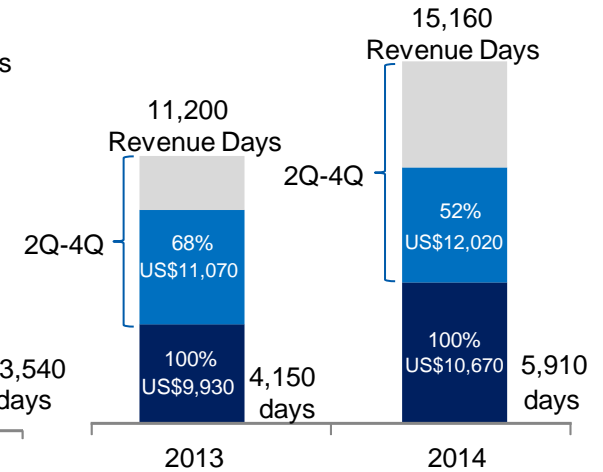 15,160
Revenue Days
11,200
Revenue Days
2Q-4Q
2Q-4Q
68%
US$11,070
52%
US$12,020
100%
US$9,930
100%
US$10,670
3,540
days
4,150
days
5,910
days
2013
2014